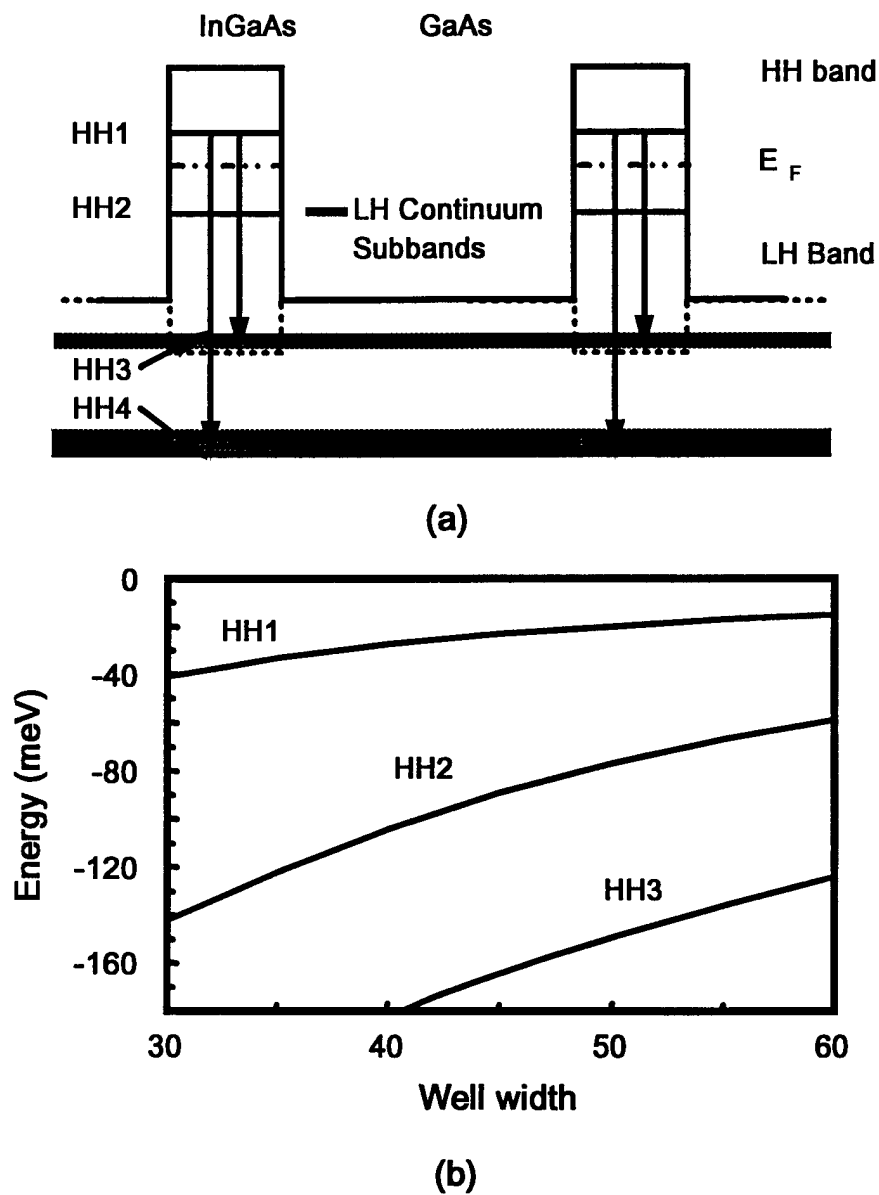 InGaAs GaAs
HH band
HH1
E F
HH2
LH Continuum
Subbands
LH Band
HH3
HH4
(a)
0
-40
-80
-120
-160
Energy (meV)
HH1
HH2
HH3
30 40 50 60
Well width
(b)